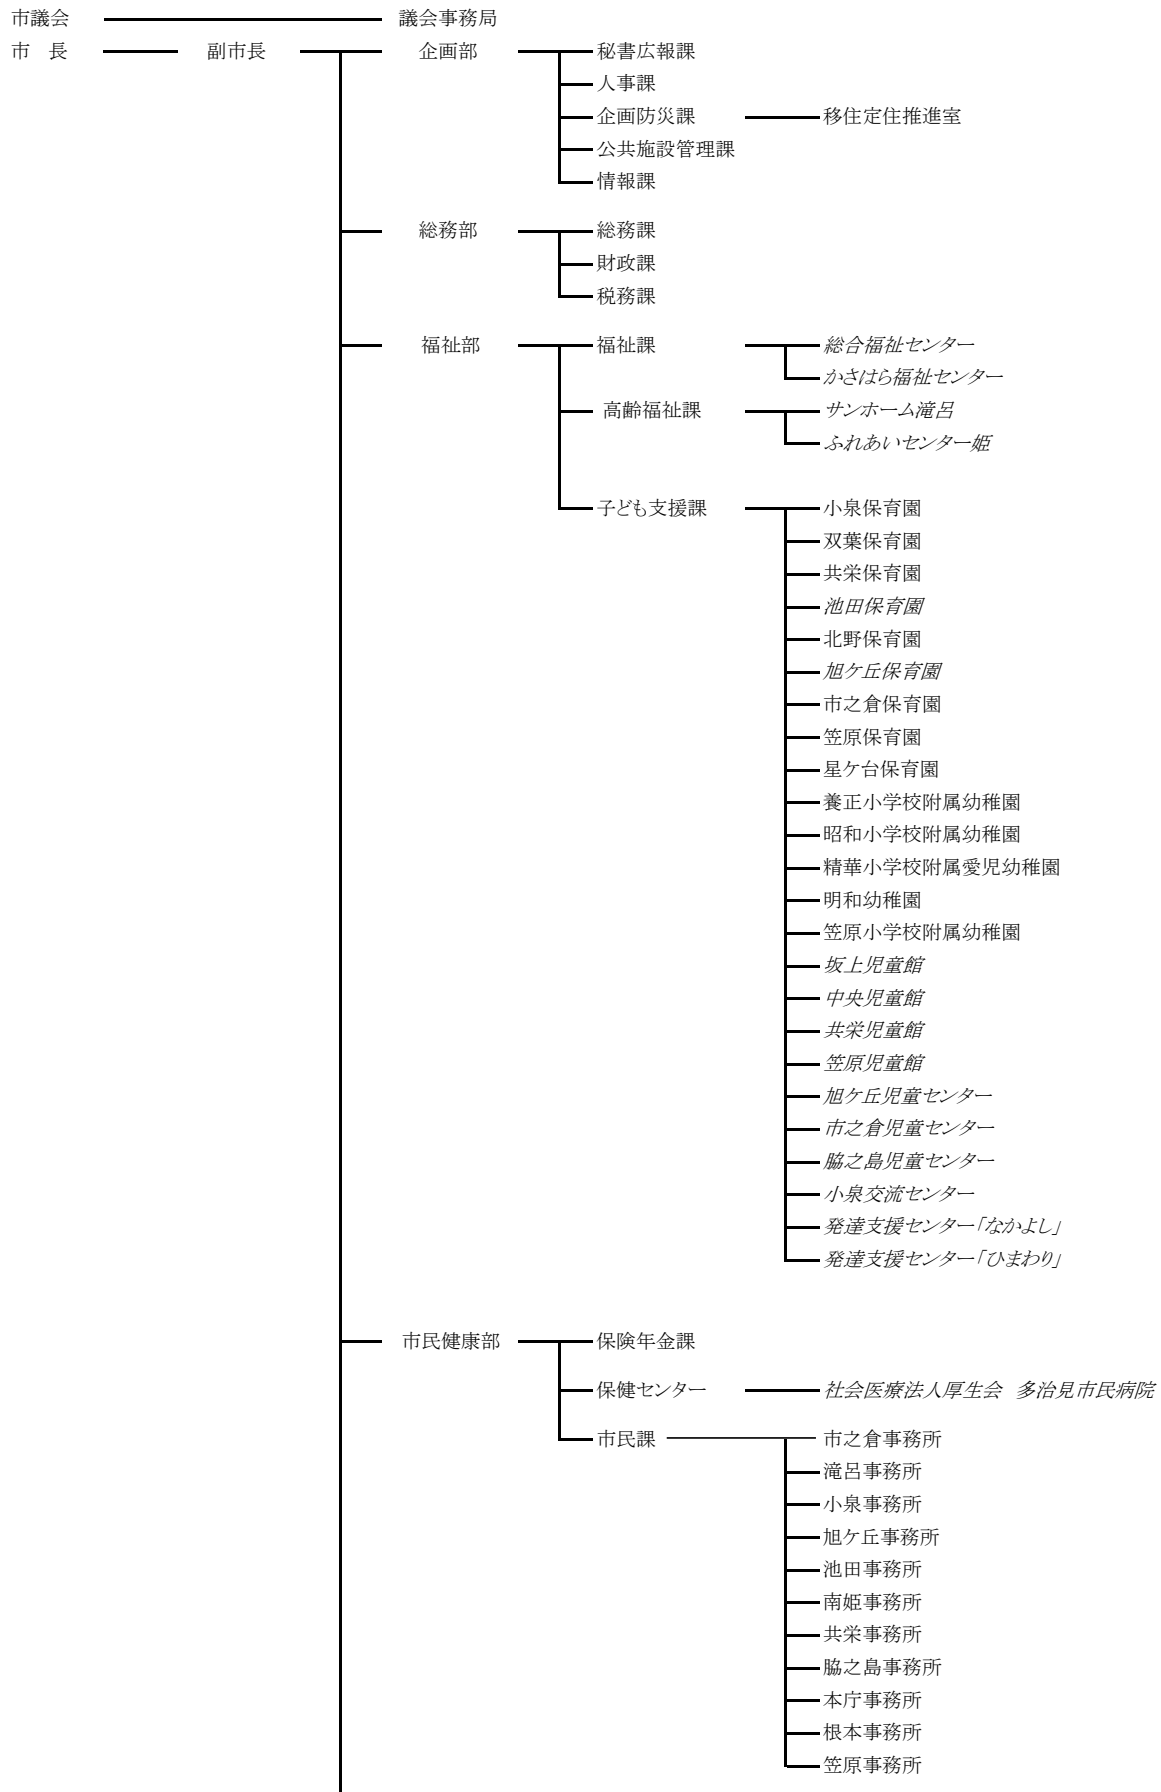 市議会 議会事務局
市　長 副市長 企画部 秘書広報課
人事課
企画防災課 移住定住推進室
公共施設管理課
情報課
総務部 総務課
財政課
税務課
福祉部 福祉課 総合福祉センター
かさはら福祉センター
高齢福祉課 サンホーム滝呂
ふれあいセンター姫
子ども支援課 小泉保育園
双葉保育園
共栄保育園
池田保育園
北野保育園
旭ケ丘保育園
市之倉保育園
笠原保育園
星ケ台保育園
養正小学校附属幼稚園
昭和小学校附属幼稚園
精華小学校附属愛児幼稚園
明和幼稚園
笠原小学校附属幼稚園
坂上児童館
中央児童館
共栄児童館
笠原児童館
旭ケ丘児童センター
市之倉児童センター
脇之島児童センター
小泉交流センター
発達支援センター「なかよし」
発達支援センター「ひまわり」
市民健康部 保険年金課
保健センター 社会医療法人厚生会　多治見市民病院
市民課 市之倉事務所
滝呂事務所
小泉事務所
旭ケ丘事務所
池田事務所
南姫事務所
共栄事務所
脇之島事務所
本庁事務所
根本事務所
笠原事務所